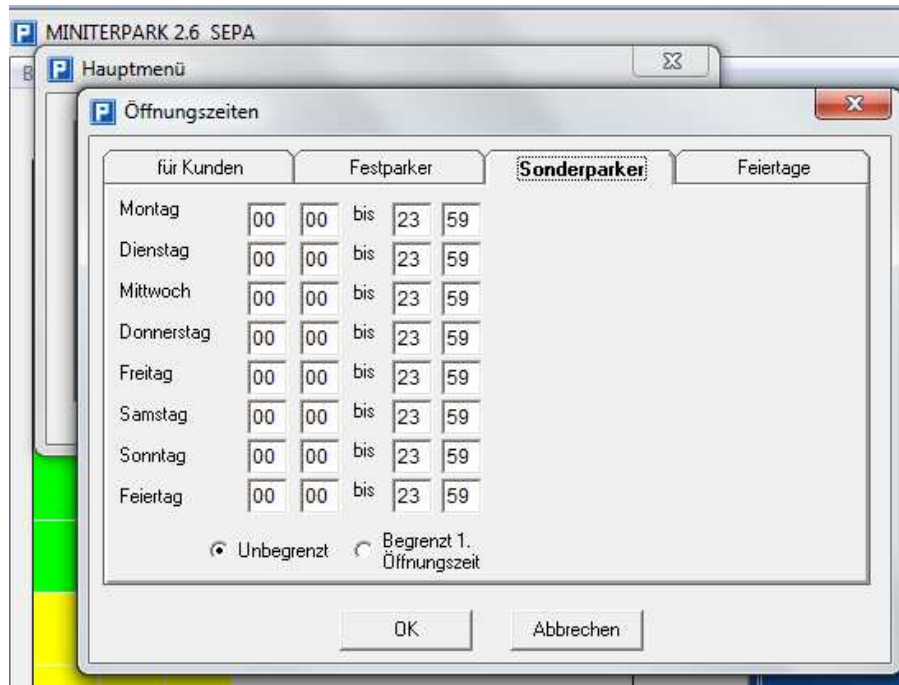 P MINITERPARK 2.6 SEPA
B P Hauptmenü
P Öffnungszeiten
für Kunden Festparker Sonderparker Feiertage
Montag 00 00 bis 23 59
Dienstag 00 00 bis 23 59
Mittwoch 00 00 bis 23 59
Donnerstag 00 00 bis 23 59
Freitag 00 00 bis 23 59
Samstag 00 00 bis 23 59
Sonntag 00 00 bis 23 59
Feiertag 00 00 bis 23 59
Unbegrenzt Begrenzt 1.
Öffnungszeit
OK Abbrechen